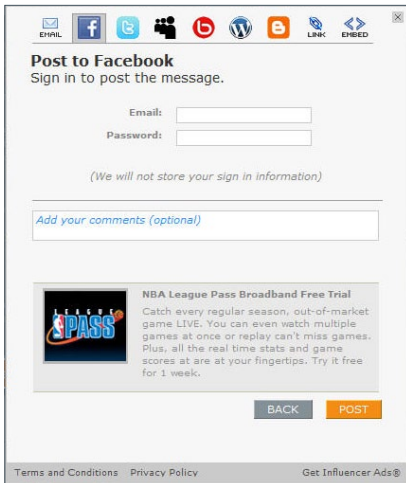 EMAIL
LINK
EMBED
Post to Facebook
Sign in to post the message.
Email:
Password:
(We will not store your sign in information)
Add your comments (optional)
LEAGUE
PASS
NBA League Pass Broadband Free Trial
Catch every regular season, out-of-market
game LIVE. You can even watch multiple
games at once or replay can't miss games.
Plus, all the real time stats and game
scores at are at your fingertips. Try it free
for 1 week.
BACK
POST
Terms and Conditions Privacy Policy Get Influencer Ads®